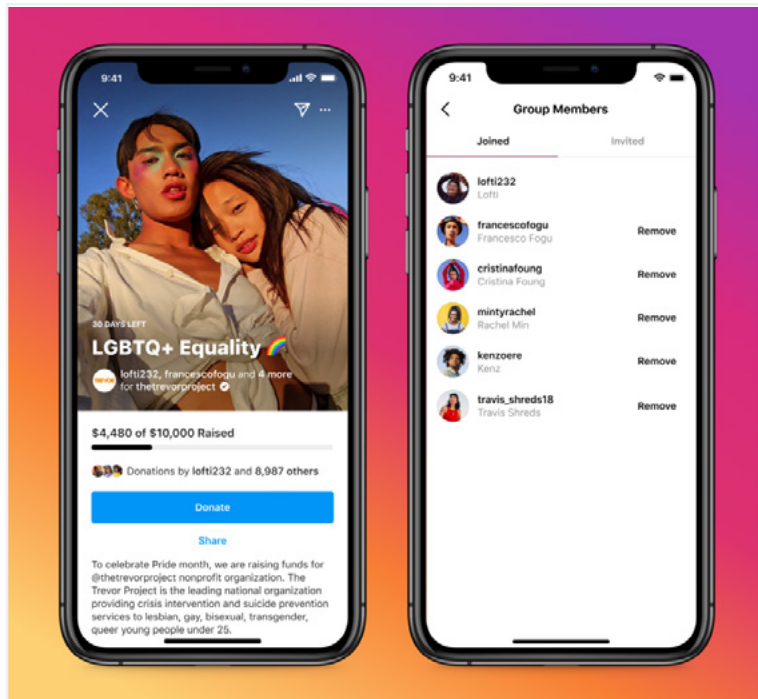 9:41
30 DAYS LEFT
LGBTQ+ Equality 🌈
TREVOR
lofti232, francescofogu and 4 more
for thetrevorproject
$4,480 of $10,000 Raised
Donations by lofti232 and 8,987 others
Donate
Share
To celebrate Pride month, we are raising funds for
@thetrevorproject nonprofit organization. The
Trevor Project is the leading national organization
providing crisis intervention and suicide prevention
services to lesbian, gay, bisexual, transgender,
queer young people under 25.
9:41
Group Members
Joined Invited
lofti232
Lofti
francescofogu
Francesco Fogu
Remove
cristinafoung
Cristina Foung
Remove
mintyrachel
Rachel Min
Remove
kenzoere
Kenz
Remove
travis_shreds18
Travis Shreds
Remove